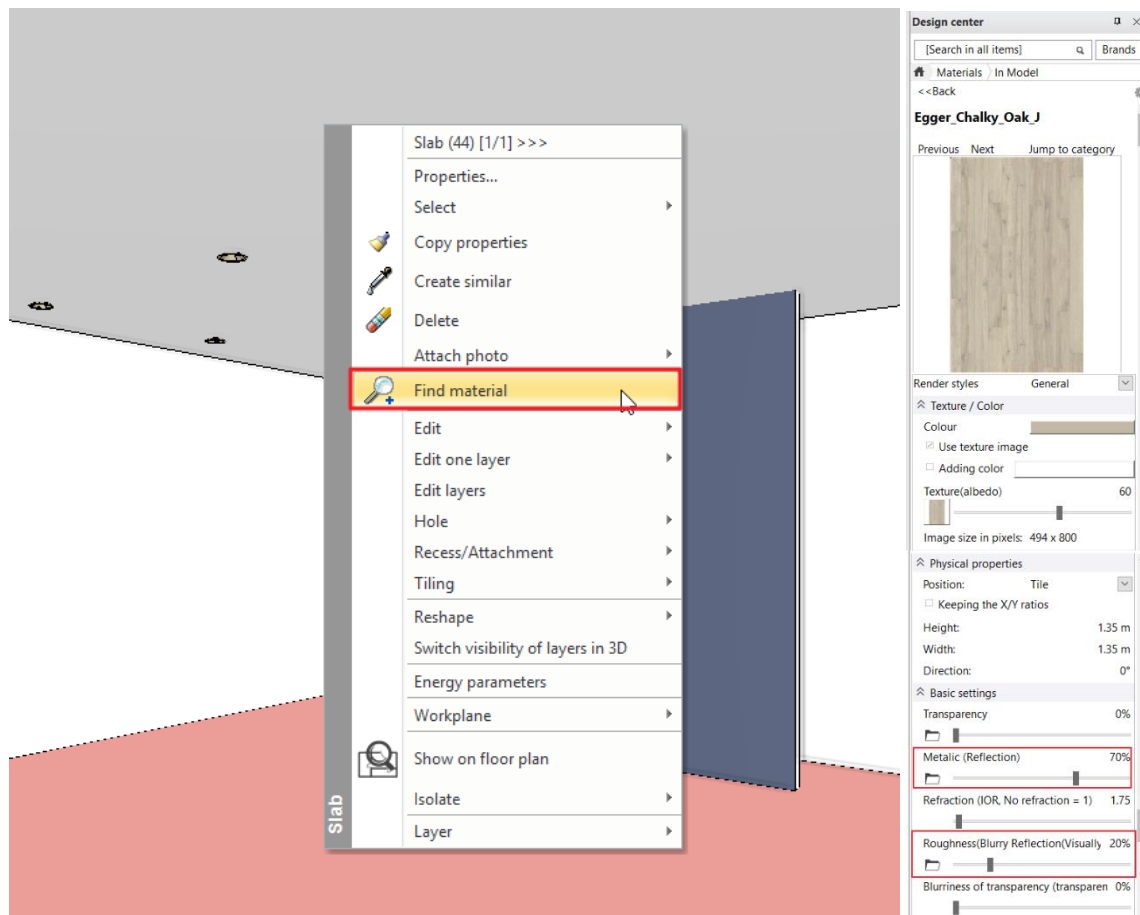 Slab (44) [1/1] >>>
Properties...
Select
Copy properties
Create similar
Delete
Attach photo
Find material
Edit
Edit one layer
Edit layers
Hole
Recess/Attachment
Tiling
Reshape
Switch visibility of layers in 3D
Energy parameters
Workplane
Show on floor plan
Isolate
Layer
Slab
Design center
[Search in all items] Brands
Materials In Model
<<Back
Egger_Chalky_Oak_J
Previous Next Jump to category
Render styles General
Texture / Color
Colour
Use texture image
Adding color
Texture(albedo) 60
Image size in pixels: 494 x 800
Physical properties
Position: Tile
Keeping the X/Y ratios
Height: 1.35 m
Width: 1.35 m
Direction: 0°
Basic settings
Transparency 0%
Metalic (Reflection) 70%
Refraction (IOR, No refraction = 1) 1.75
Roughness(Blurry Reflection(Visually 20%
Blurriness of transparency (transparen 0%